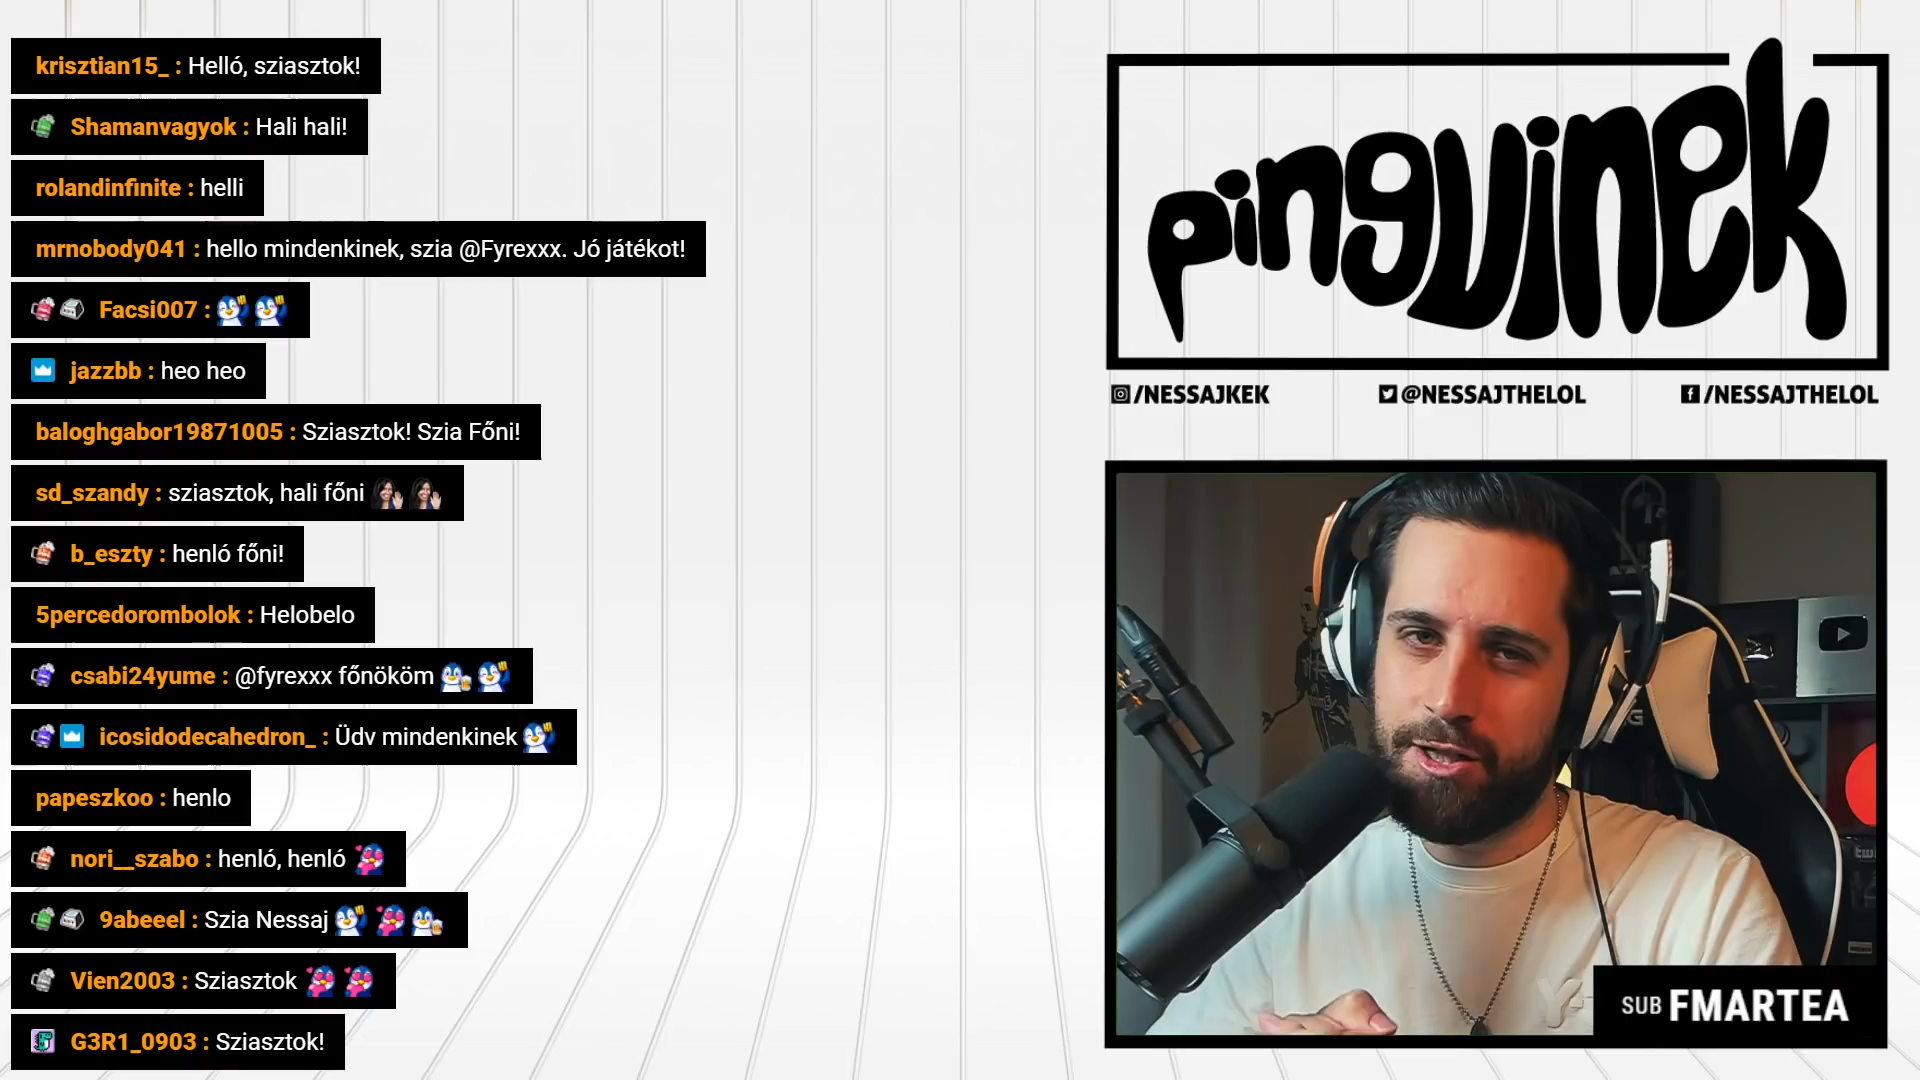 krisztian15_ : Helló, sziasztok!
Shamanvagyok : Hali hali!
rolandinfinite : helli
mrnobody041 : hello mindenkinek, szia @Fyrexxx. Jó játékot!
Facsi007 :
jazzbb : heo heo
baloghgabor19871005 : Sziasztok! Szia Főni!
sd_szandy : sziasztok, hali főni
b_eszty : henló főni!
5percedorombolok : Helobelo
csabi24yume : @fyrexxx főnököm
icosidodecahedron_ : Üdv mindenkinek
papeszkoo : henlo
nori__szabo : henló, henló
9abeeel : Szia Nessaj
Vien2003 : Sziasztok
G3R1_0903 : Sziasztok!
pingvinek
/NESSAJKEK
@NESSAJTHELOL
/NESSAJTHELOL
SUB FMARTEA